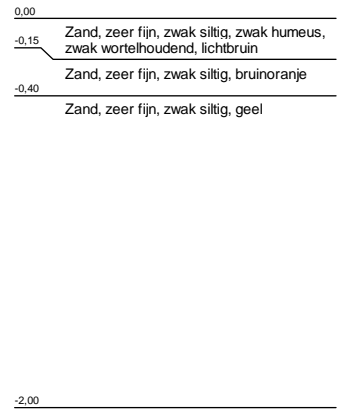 0,00
Zand, zeer fijn, zwak siltig, zwak humeus,
-0,15
zwak wortelhoudend, lichtbruin
Zand, zeer fijn, zwak siltig, bruinoranje
-0,40
Zand, zeer fijn, zwak siltig, geel
-2,00